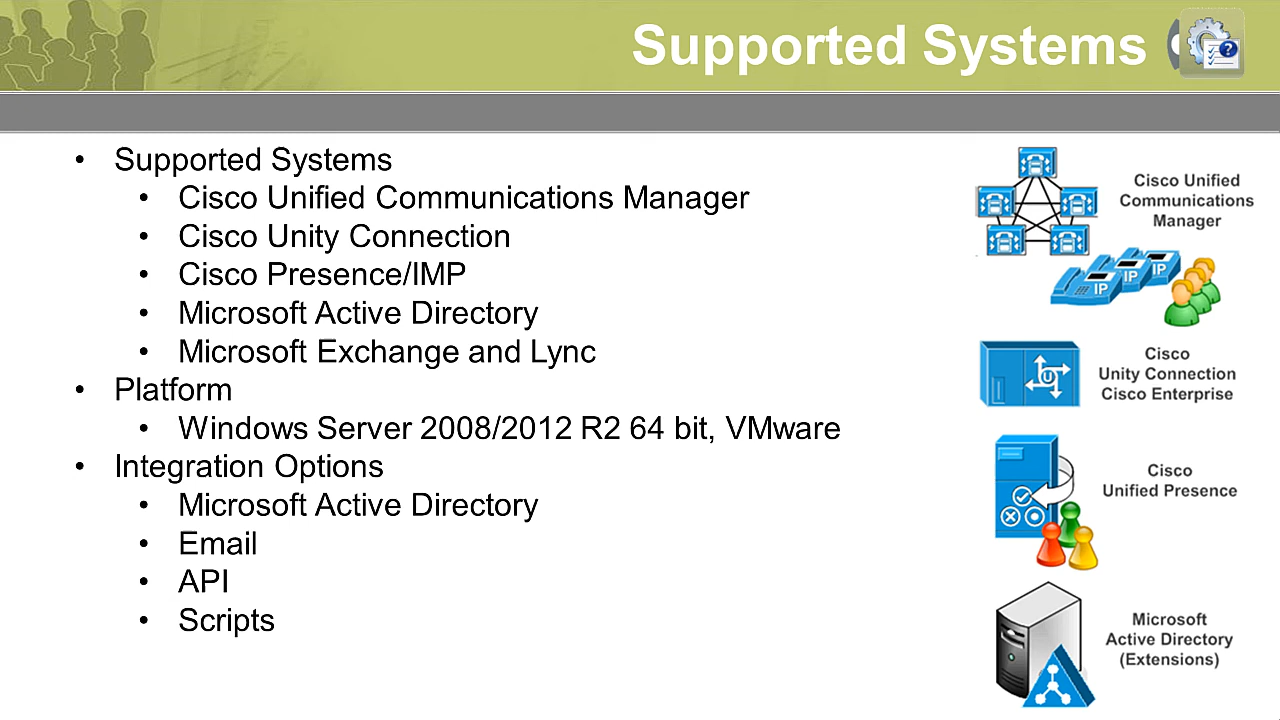 Supported Systems
• Supported Systems
• Cisco Unified Communications Manager
• Cisco Unity Connection
• Cisco Presence/IMP
• Microsoft Active Directory
• Microsoft Exchange and Lync
• Platform
• Windows Server 2008/2012 R2 64 bit, VMware
• Integration Options
• Microsoft Active Directory
• Email
• API
• Scripts
Cisco Unified
Communications
Manager
IP
IP
IP
Cisco
Unity Connection
Cisco Enterprise
U
Cisco
Unified Presence
Microsoft
Active Directory
(Extensions)